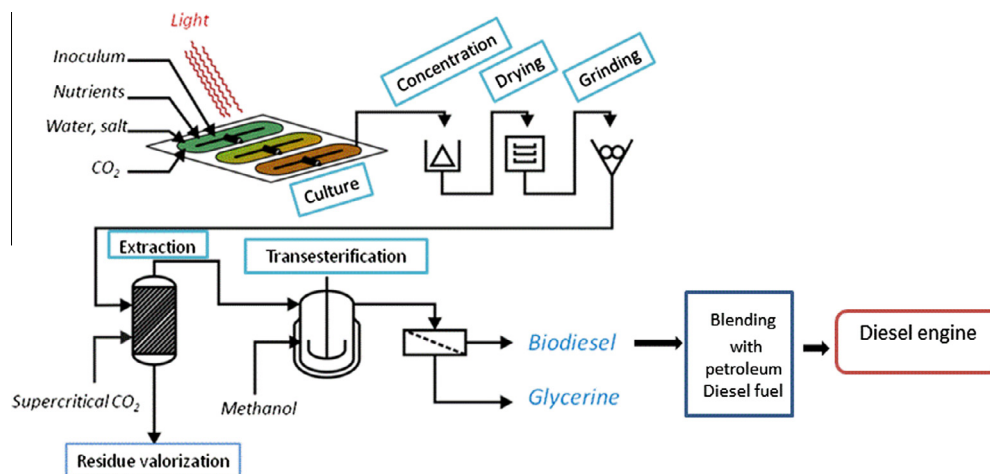 Light
Inoculum
Nutrients
Water, salt
CO2
Culture
Concentration
Drying
Grinding
Extraction
Transesterification
Supercritical CO2
Methanol
Residue valorization
Biodiesel
Glycerine
Blending
with
petroleum
Diesel fuel
Diesel engine